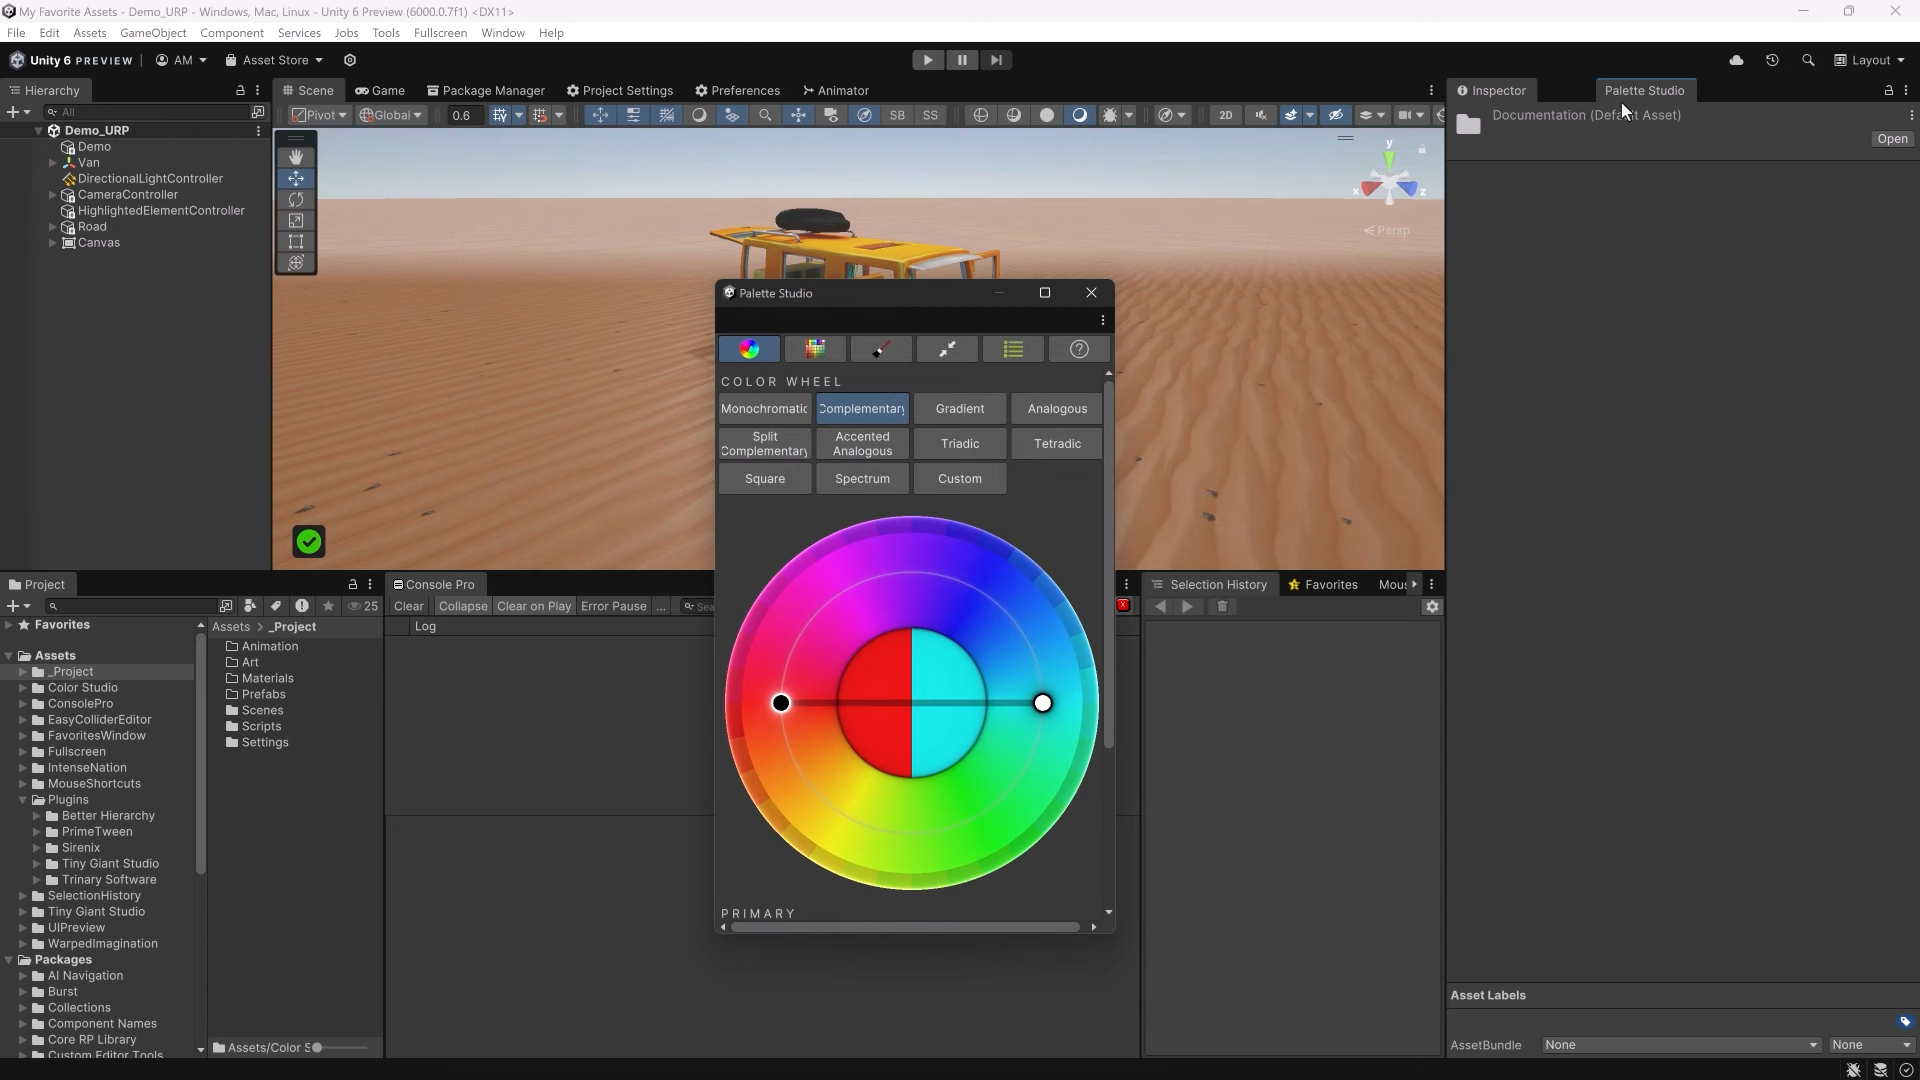 My Favorite Assets - Demo_URP - Windows, Mac, Linux - Unity 6 Preview (6000.0.7f1) <DX11>
File Edit Assets GameObject Component Services Jobs Tools Fullscreen Window Help
Unity 6 PREVIEW AM Asset Store Layout
Hierarchy
All
Demo_URP
Demo
Van
DirectionalLightController
CameraController
HighlightedElementController
Road
Canvas
Scene Game Package Manager Project Settings Preferences Animator
Pivot Global 0.6 SB SS 2D
y
x z
Persp
Inspector Palette Studio
Documentation (Default Asset)
Open
Palette Studio
COLOR WHEEL
Monochromatic Complementary Gradient Analogous
Split Complementary Accented Analogous Triadic Tetradic
Square Spectrum Custom
PRIMARY
Project
25
Favorites
Assets
_Project
Color Studio
ConsolePro
EasyColliderEditor
FavoritesWindow
Fullscreen
IntenseNation
MouseShortcuts
Plugins
Better Hierarchy
PrimeTween
Sirenix
Tiny Giant Studio
Trinary Software
SelectionHistory
Tiny Giant Studio
UIPreview
WarpedImagination
Packages
AI Navigation
Burst
Collections
Component Names
Core RP Library
Custom Editor Tools
Assets > _Project
Animation
Art
Materials
Prefabs
Scenes
Scripts
Settings
Assets/Color S
Console Pro
Clear Collapse Clear on Play Error Pause ... Sea
Log
Selection History Favorites Mou
Asset Labels
AssetBundle None None